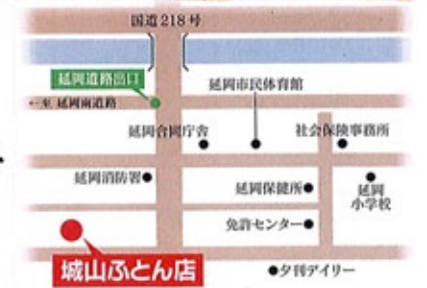 国道218号
延岡道路出口
延岡市民体育館
←至 延岡南道路
延岡合同庁舎
社会保険事務所
延岡消防署
延岡保健所
延岡
小学校
免許センター
城山ふとん店
夕刊デイリー